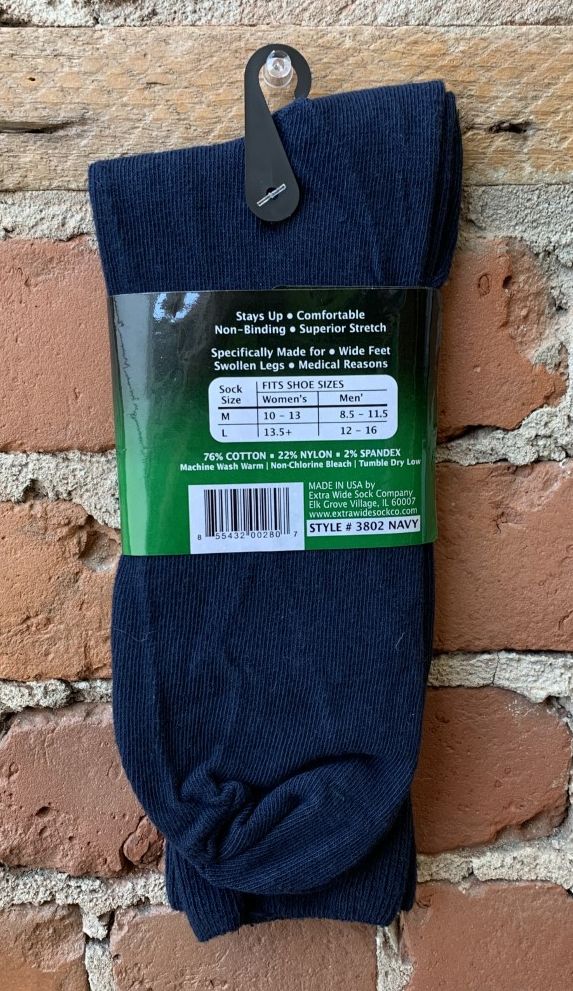 Stays Up • Comfortable
Non-Binding • Superior Stretch
Specifically Made for • Wide Feet
Swollen Legs • Medical Reasons
Sock Size | FITS SHOE SIZES
Women's | Men'
M | 10 – 13 | 8.5 – 11.5
L | 13.5+ | 12 – 16
76% COTTON ▪ 22% NYLON ▪ 2% SPANDEX
Machine Wash Warm | Non-Chlorine Bleach | Tumble Dry Low
MADE IN USA by
Extra Wide Sock Company
Elk Grove Village, IL 60007
www.extrawidesockco.com
STYLE # 3802 NAVY
8 55432 00280 7